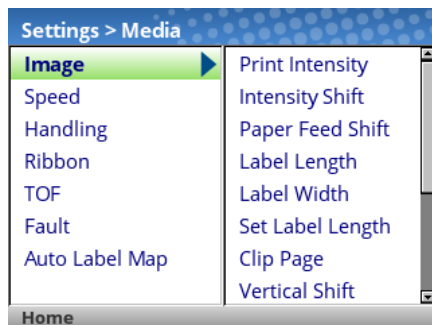 Settings > Media
Image
Speed
Handling
Ribbon
TOF
Fault
Auto Label Map
Print Intensity
Intensity Shift
Paper Feed Shift
Label Length
Label Width
Set Label Length
Clip Page
Vertical Shift
Home